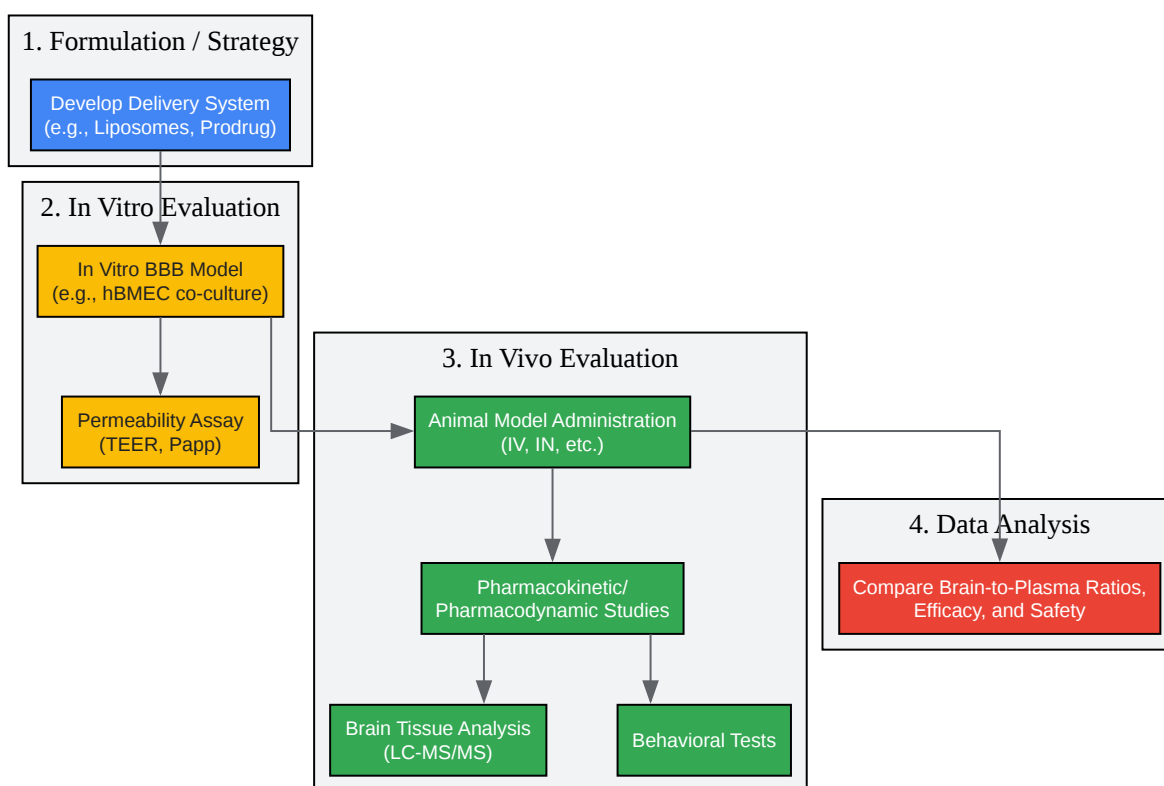 1. Formulation / Strategy
Develop Delivery System
(e.g., Liposomes, Prodrug)
2. In Vitro Evaluation
In Vitro BBB Model
(e.g., hBMEC co-culture)
Permeability Assay
(TEER, Papp)
3. In Vivo Evaluation
Animal Model Administration
(IV, IN, etc.)
Pharmacokinetic/
Pharmacodynamic Studies
Brain Tissue Analysis
(LC-MS/MS)
Behavioral Tests
4. Data Analysis
Compare Brain-to-Plasma Ratios,
Efficacy, and Safety